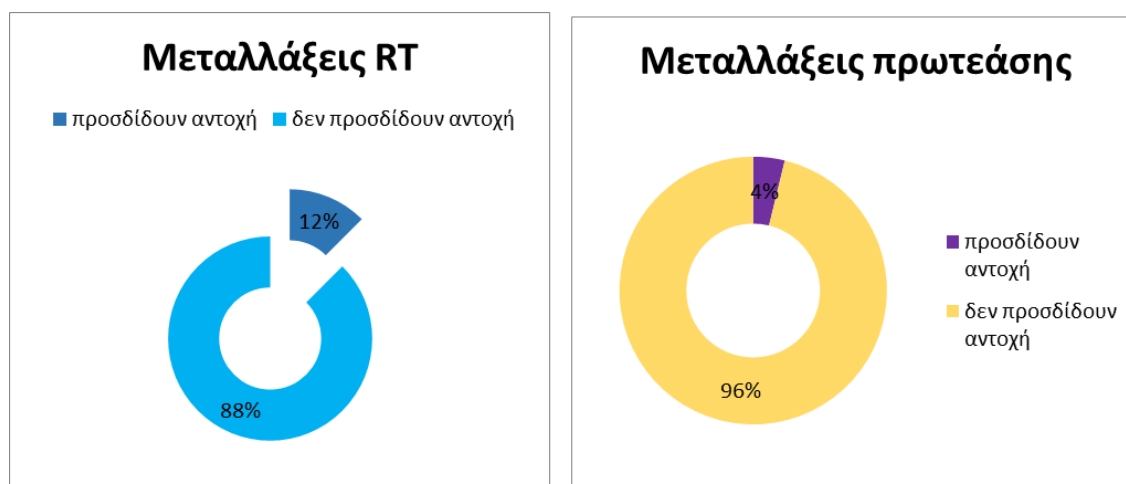 Μεταλλάξεις RT
προσδίδουν αντοχή δεν προσδίδουν αντοχή
12%
88%
Μεταλλάξεις πρωτεάσης
4%
96%
προσδίδουν
αντοχή
δεν προσδίδουν
αντοχή